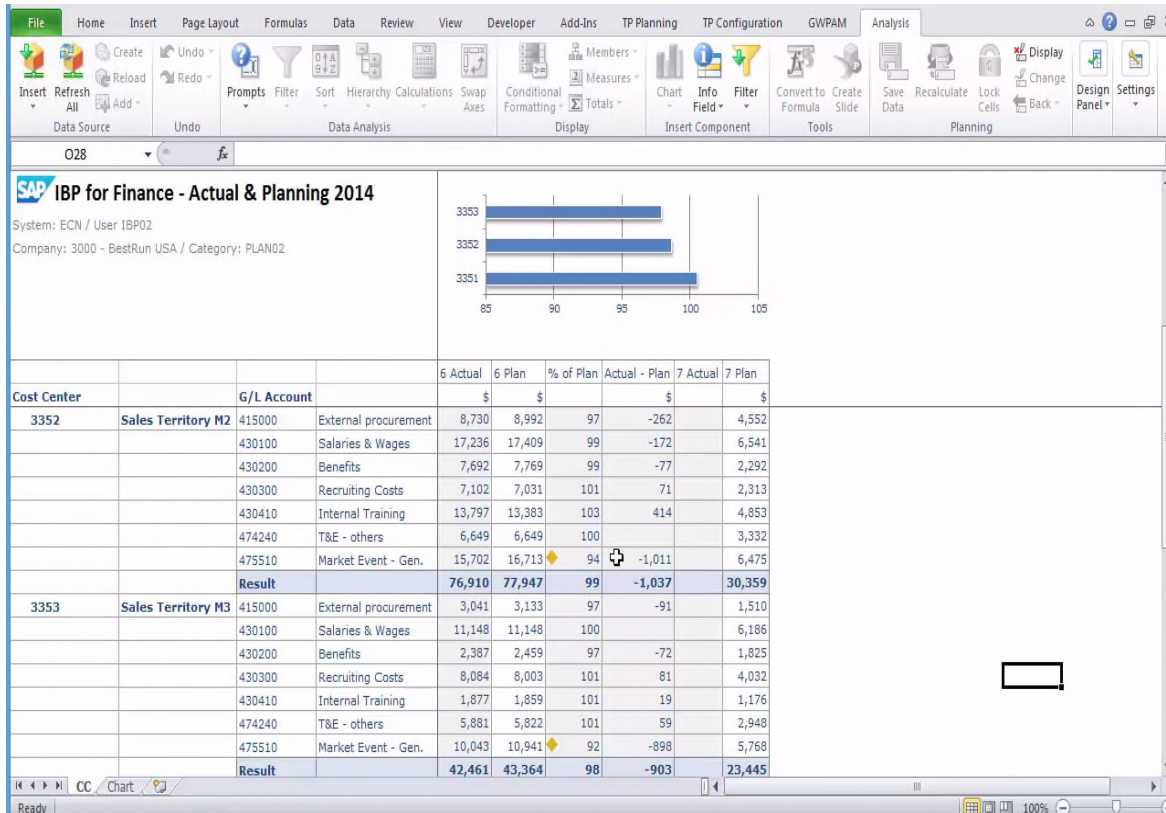 File Home Insert Page Layout Formulas Data Review View Developer Add-Ins TP Planning TP Configuration GWPAM Analysis
Insert Refresh All Create Reload Add
Data Source
Undo Redo
Undo
Prompts Filter Sort Hierarchy Calculations Swap Axes
Data Analysis
Conditional Formatting Members Measures Totals
Display
Chart Info Field Filter
Insert Component
Convert to Formula Create Slide
Tools
Save Data Recalculate Lock Cells Display Change Back
Planning
Design Panel Settings
O28 fx
SAP IBP for Finance - Actual & Planning 2014
System: ECN / User IBP02
Company: 3000 - BestRun USA / Category: PLAN02
3353
3352
3351
85 90 95 100 105
6 Actual 6 Plan % of Plan Actual - Plan 7 Actual 7 Plan
Cost Center G/L Account $ $ $ $
3352 Sales Territory M2 415000 External procurement 8,730 8,992 97 -262 4,552
430100 Salaries & Wages 17,236 17,409 99 -172 6,541
430200 Benefits 7,692 7,769 99 -77 2,292
430300 Recruiting Costs 7,102 7,031 101 71 2,313
430410 Internal Training 13,797 13,383 103 414 4,853
474240 T&E - others 6,649 6,649 100 3,332
475510 Market Event - Gen. 15,702 16,713 94 -1,011 6,475
Result 76,910 77,947 99 -1,037 30,359
3353 Sales Territory M3 415000 External procurement 3,041 3,133 97 -91 1,510
430100 Salaries & Wages 11,148 11,148 100 6,186
430200 Benefits 2,387 2,459 97 -72 1,825
430300 Recruiting Costs 8,084 8,003 101 81 4,032
430410 Internal Training 1,877 1,859 101 19 1,176
474240 T&E - others 5,881 5,822 101 59 2,948
475510 Market Event - Gen. 10,043 10,941 92 -898 5,768
Result 42,461 43,364 98 -903 23,445
CC Chart
Ready 100%